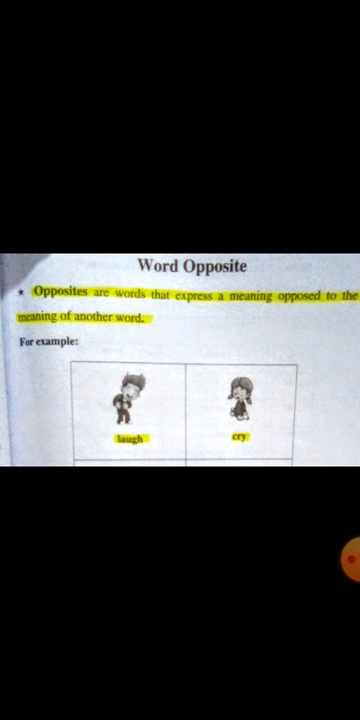 Word Opposite
★ Opposites are words that express a meaning opposed to the
meaning of another word.
For example:
laugh
cry